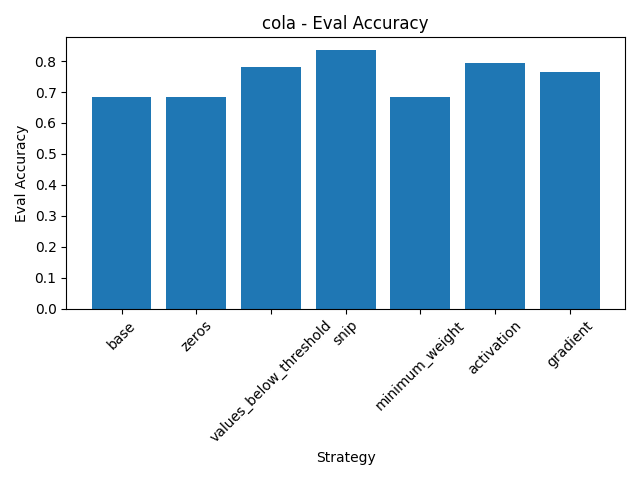 cola - Eval Accuracy
Eval Accuracy
0.8
0.7
0.6
0.5
0.4
0.3
0.2
0.1
0.0
base
zeros
values_below_threshold
snip
minimum_weight
activation
gradient
Strategy